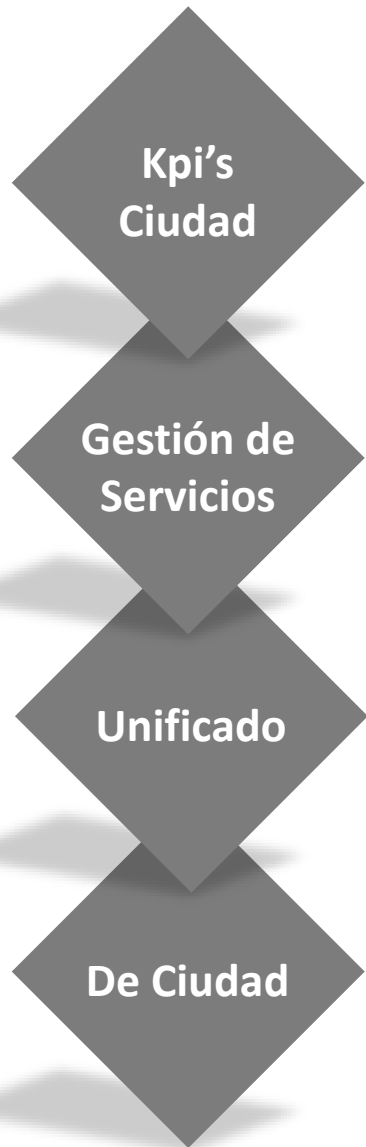 Kpi’s
Ciudad
Gestión de
Servicios
Unificado
De Ciudad